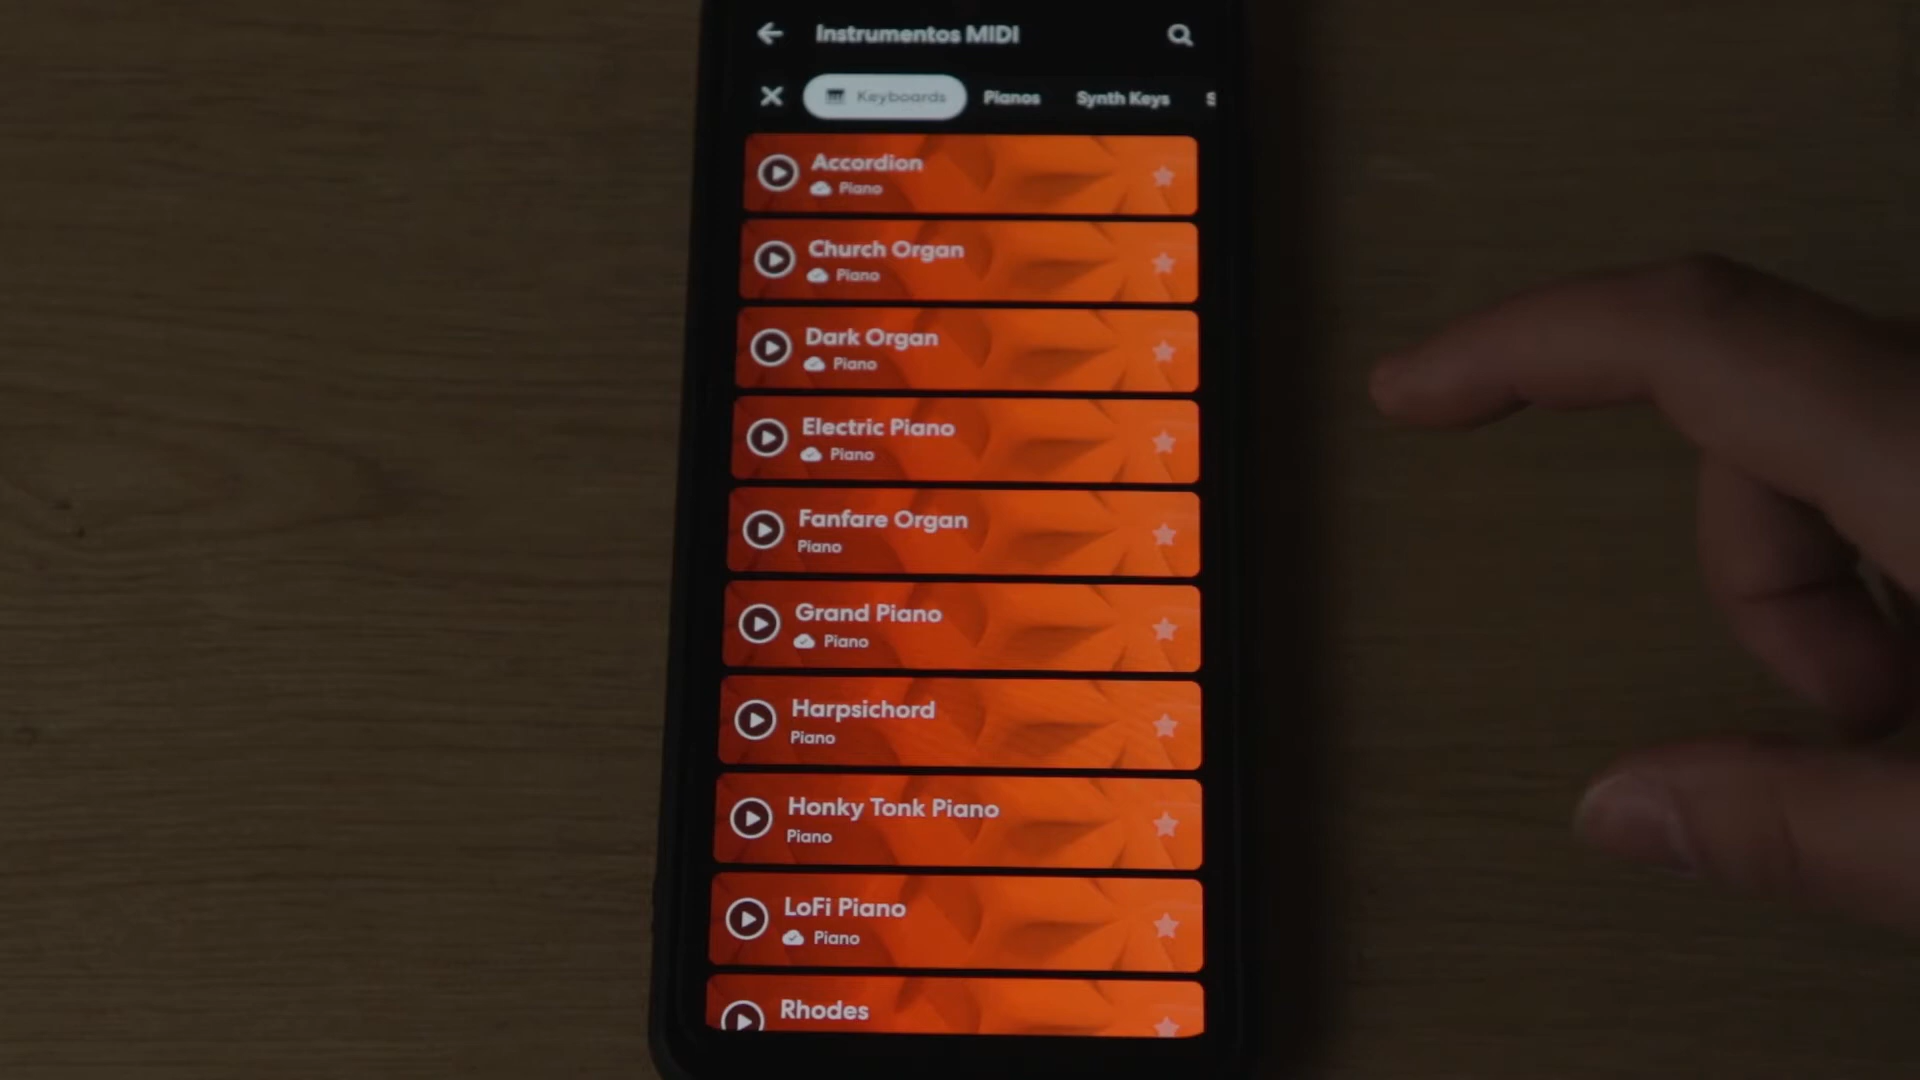 Instrumentos MIDI
Keyboards Pianos Synth Keys
Accordion
Piano
Church Organ
Piano
Dark Organ
Piano
Electric Piano
Piano
Fanfare Organ
Piano
Grand Piano
Piano
Harpsichord
Piano
Honky Tonk Piano
Piano
LoFi Piano
Piano
Rhodes